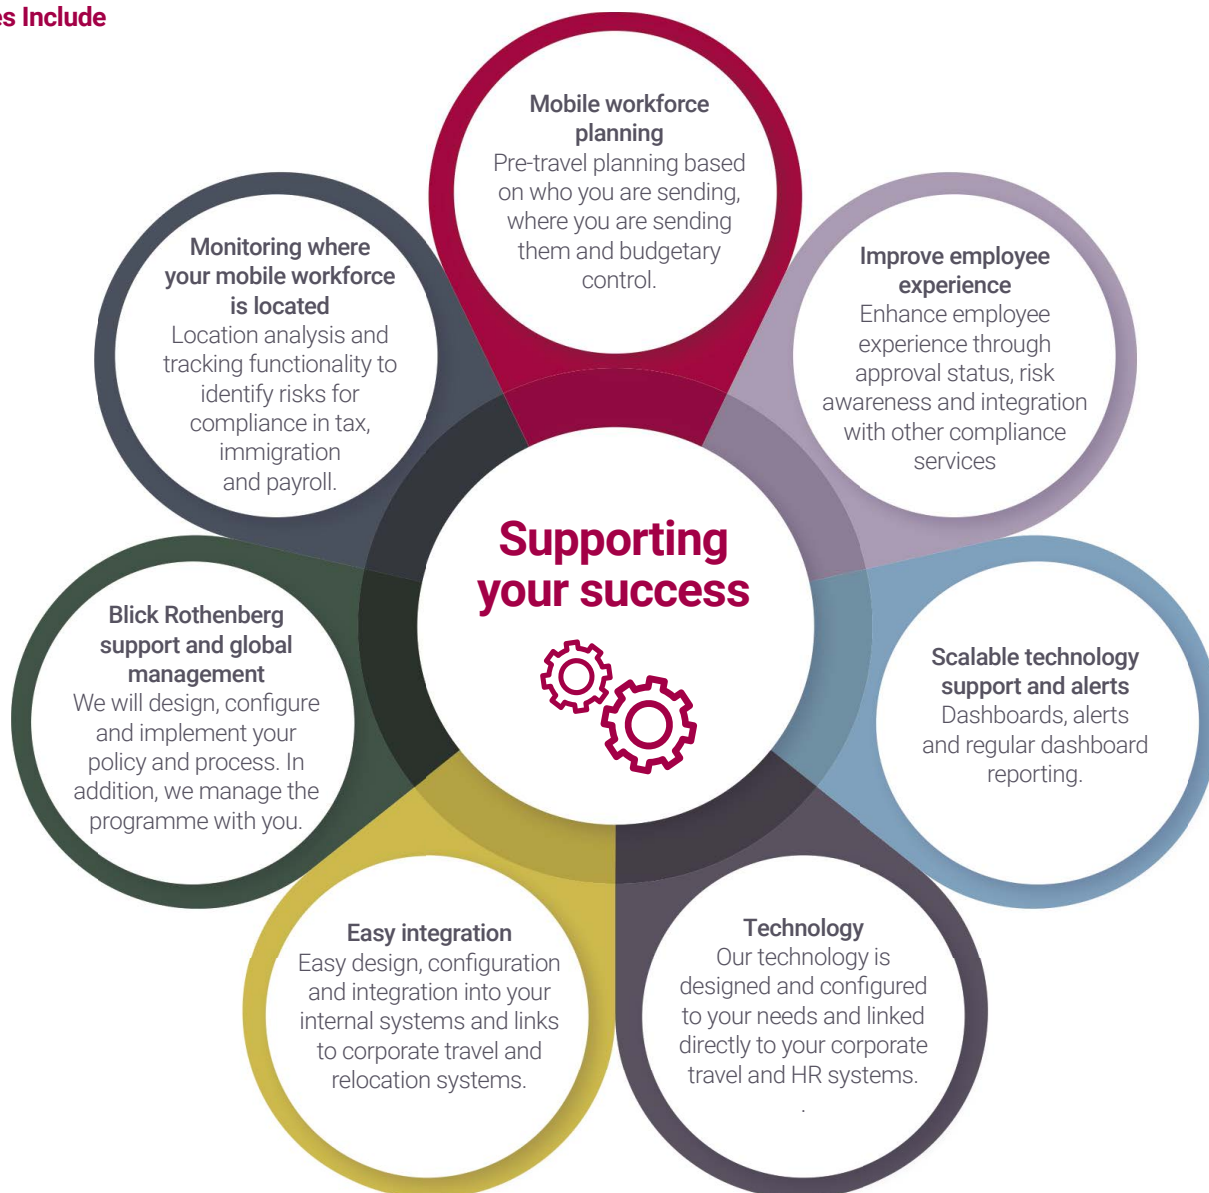 es Include
Mobile workforce
planning
Pre-travel planning based
on who you are sending,
where you are sending
them and budgetary
control.
Improve employee
experience
Enhance employee
experience through
approval status, risk
awareness and integration
with other compliance
services
Scalable technology
support and alerts
Dashboards, alerts
and regular dashboard
reporting.
Technology
Our technology is
designed and configured
to your needs and linked
directly to your corporate
travel and HR systems.
.
Easy integration
Easy design, configuration
and integration into your
internal systems and links
to corporate travel and
relocation systems.
Blick Rothenberg
support and global
management
We will design, configure
and implement your
policy and process. In
addition, we manage the
programme with you.
Monitoring where
your mobile workforce
is located
Location analysis and
tracking functionality to
identify risks for
compliance in tax,
immigration
and payroll.
Supporting
your success